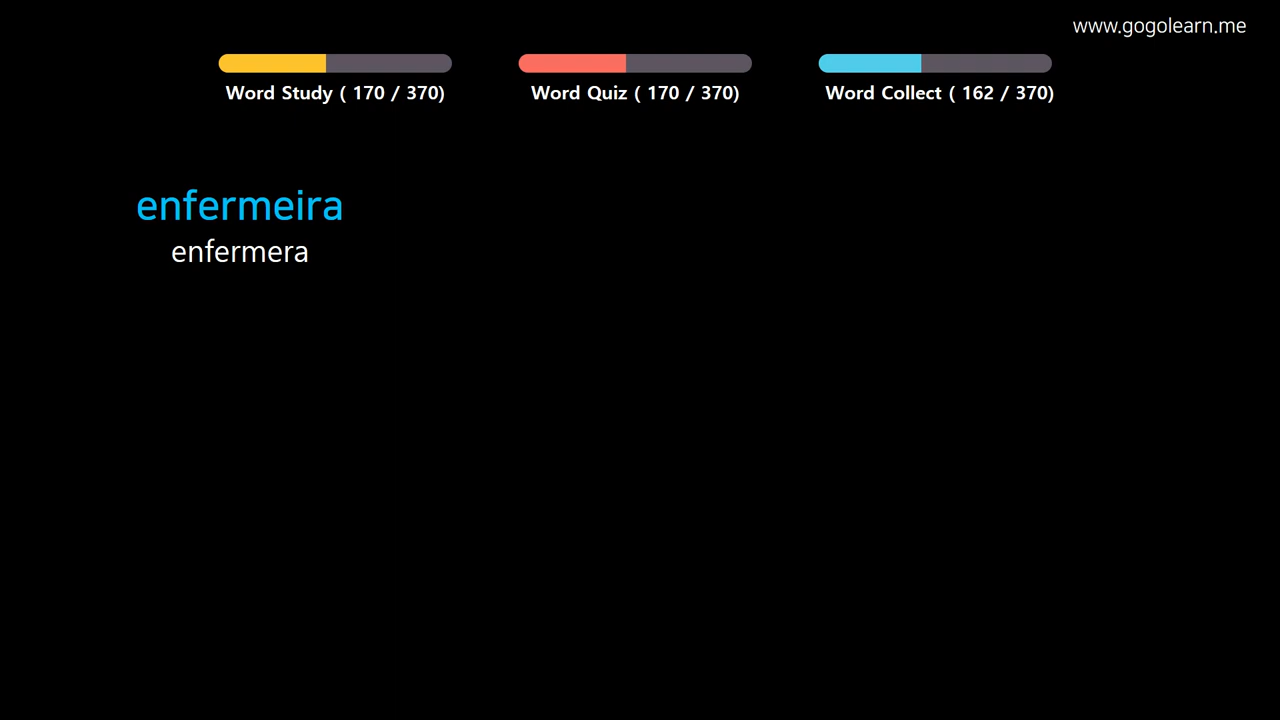 www.gogolearn.me
Word Study ( 170 / 370)
Word Quiz ( 170 / 370)
Word Collect ( 162 / 370)
enfermeira
enfermera